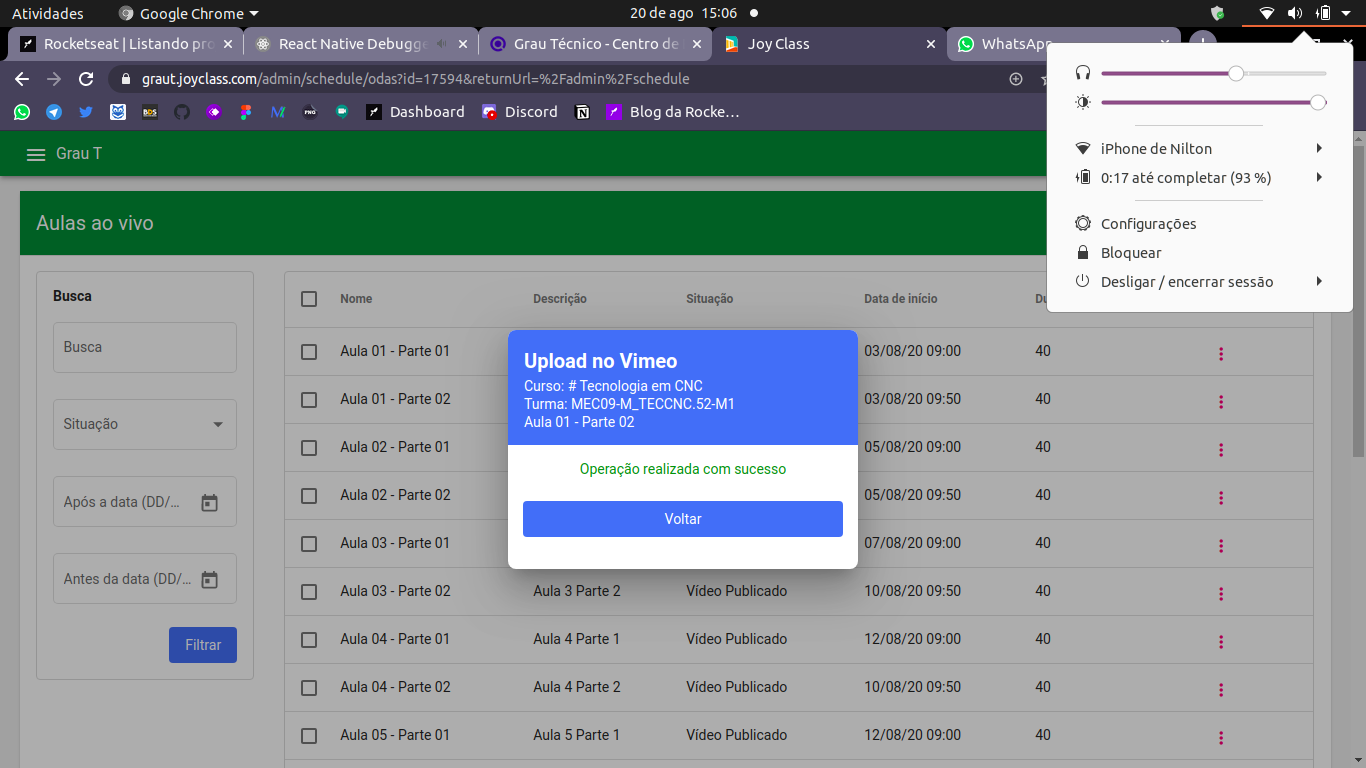 Atividades
Google Chrome
20 de ago 15:06
Rocketseat | Listando pro
React Native Debugge
Grau Técnico - Centro de
Joy Class
WhatsApp
graut.joyclass.com/admin/schedule/odas?id=17594&returnUrl=%2Fadmin%2Fschedule
BDS
PNG
Dashboard
Discord
Blog da Rocke…
Grau T
Aulas ao vivo
iPhone de Nilton
0:17 até completar (93 %)
Configurações
Bloquear
Desligar / encerrar sessão
Busca
Busca
Situação
Após a data (DD/…
Antes da data (DD/…
Filtrar
Nome Descrição Situação Data de início
Aula 01 - Parte 01 03/08/20 09:00 40
Aula 01 - Parte 02 03/08/20 09:50 40
Aula 02 - Parte 01 05/08/20 09:00 40
Aula 02 - Parte 02 05/08/20 09:50 40
Aula 03 - Parte 01 07/08/20 09:00 40
Aula 03 - Parte 02 Aula 3 Parte 2 Vídeo Publicado 10/08/20 09:50 40
Aula 04 - Parte 01 Aula 4 Parte 1 Vídeo Publicado 12/08/20 09:00 40
Aula 04 - Parte 02 Aula 4 Parte 2 Vídeo Publicado 10/08/20 09:50 40
Aula 05 - Parte 01 Aula 5 Parte 1 Vídeo Publicado 12/08/20 09:00 40
Upload no Vimeo
Curso: # Tecnologia em CNC
Turma: MEC09-M_TECCNC.52-M1
Aula 01 - Parte 02
Operação realizada com sucesso
Voltar